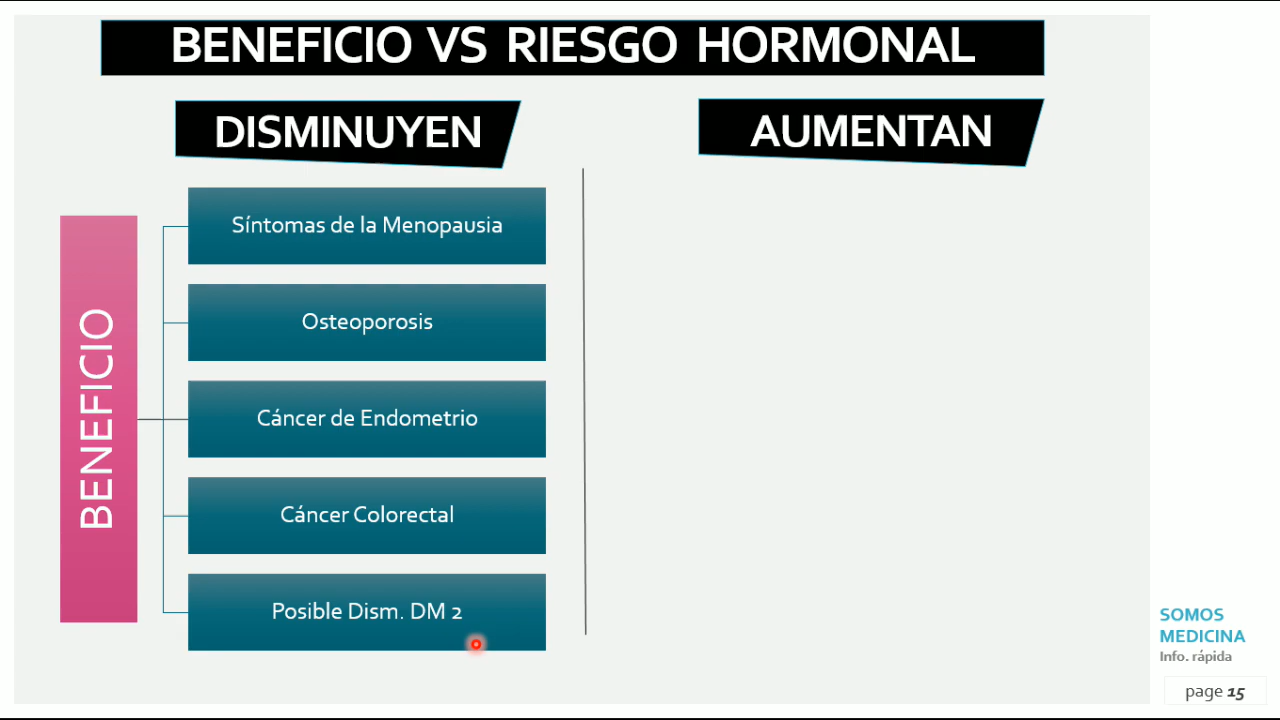 BENEFICIO VS RIESGO HORMONAL
DISMINUYEN
AUMENTAN
BENEFICIO
Síntomas de la Menopausia
Osteoporosis
Cáncer de Endometrio
Cáncer Colorectal
Posible Dism. DM 2
SOMOS
MEDICINA
Info. rápida
page 15